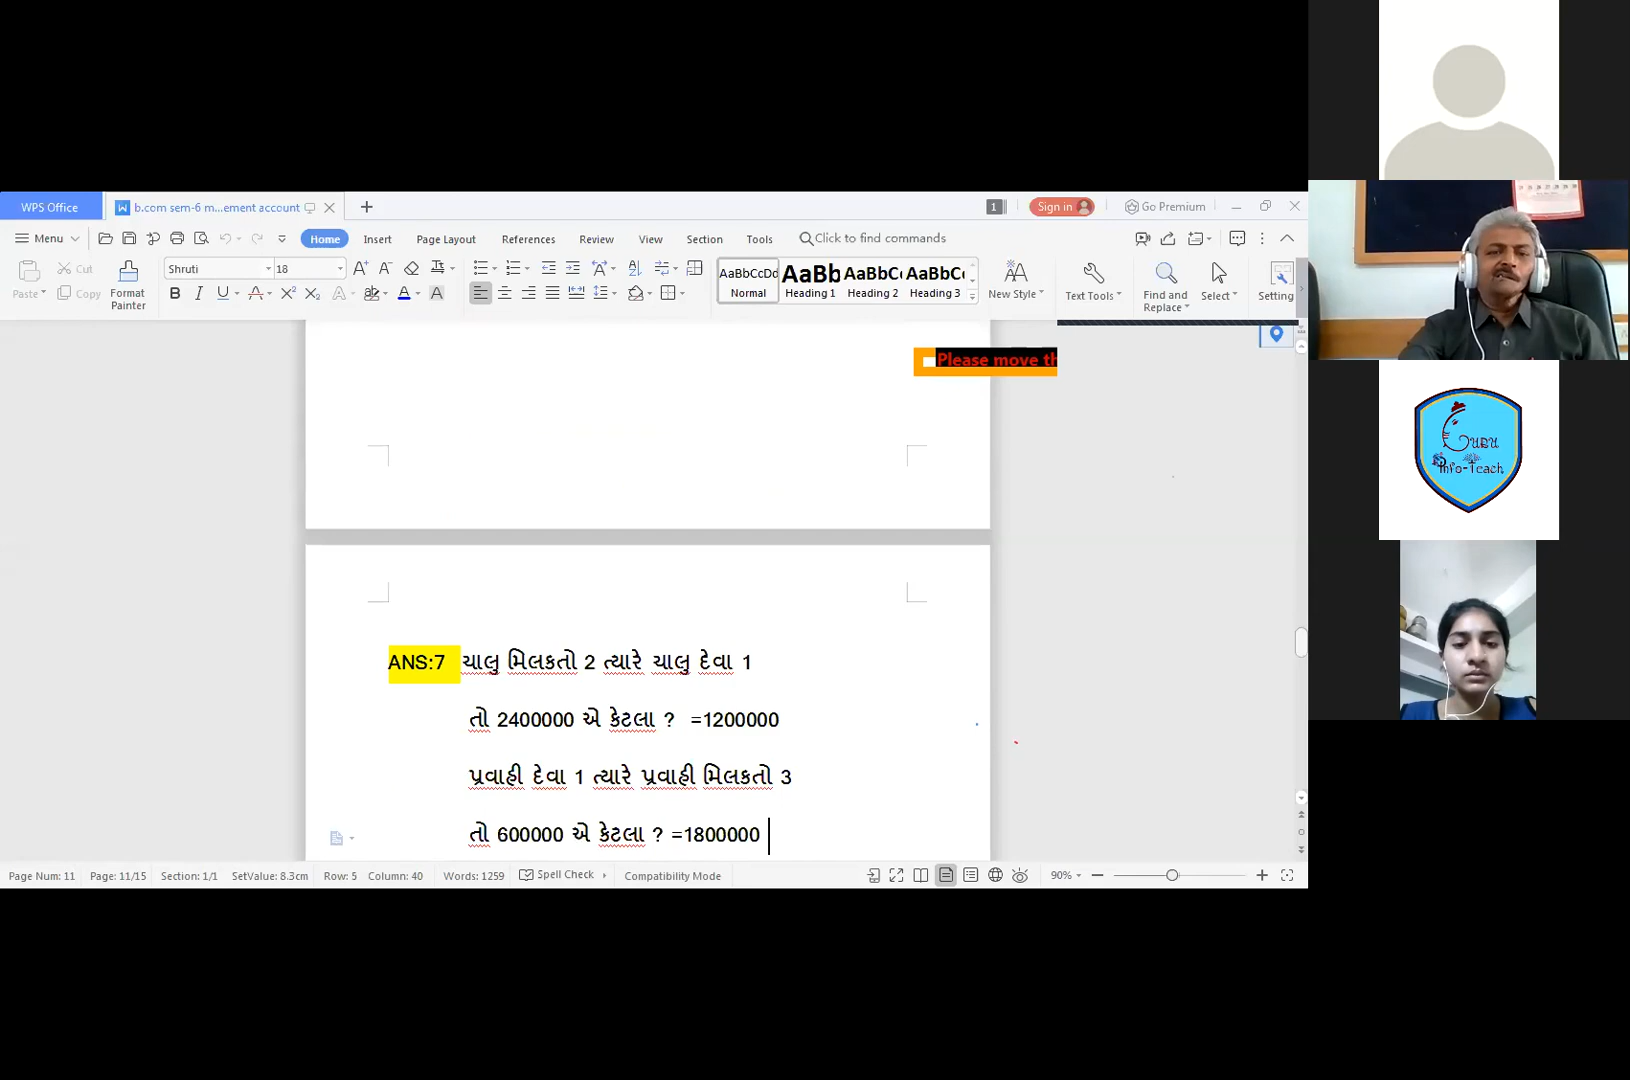 WPS Office
b.com sem-6 m...ement account
1
Sign in
Go Premium
Menu
Home
Insert
Page Layout
References
Review
View
Section
Tools
Click to find commands
Paste
Cut
Copy
Format Painter
Shruti
18
AaBbCcDd
Normal
AaBb
Heading 1
AaBbC
Heading 2
AaBbC
Heading 3
New Style
Text Tools
Find and Replace
Select
Setting
Please move th
ANS:7 ચાલુ મિલકતો 2 ત્યારે ચાલુ દેવા 1
તો 2400000 એ કેટલા ? =1200000
પ્રવાહી દેવા 1 ત્યારે પ્રવાહી મિલકતો 3
તો 600000 એ કેટલા ? =1800000
Page Num: 11 Page: 11/15 Section: 1/1 SetValue: 8.3cm Row: 5 Column: 40 Words: 1259 Spell Check Compatibility Mode 90%
Guru
Info-Teach